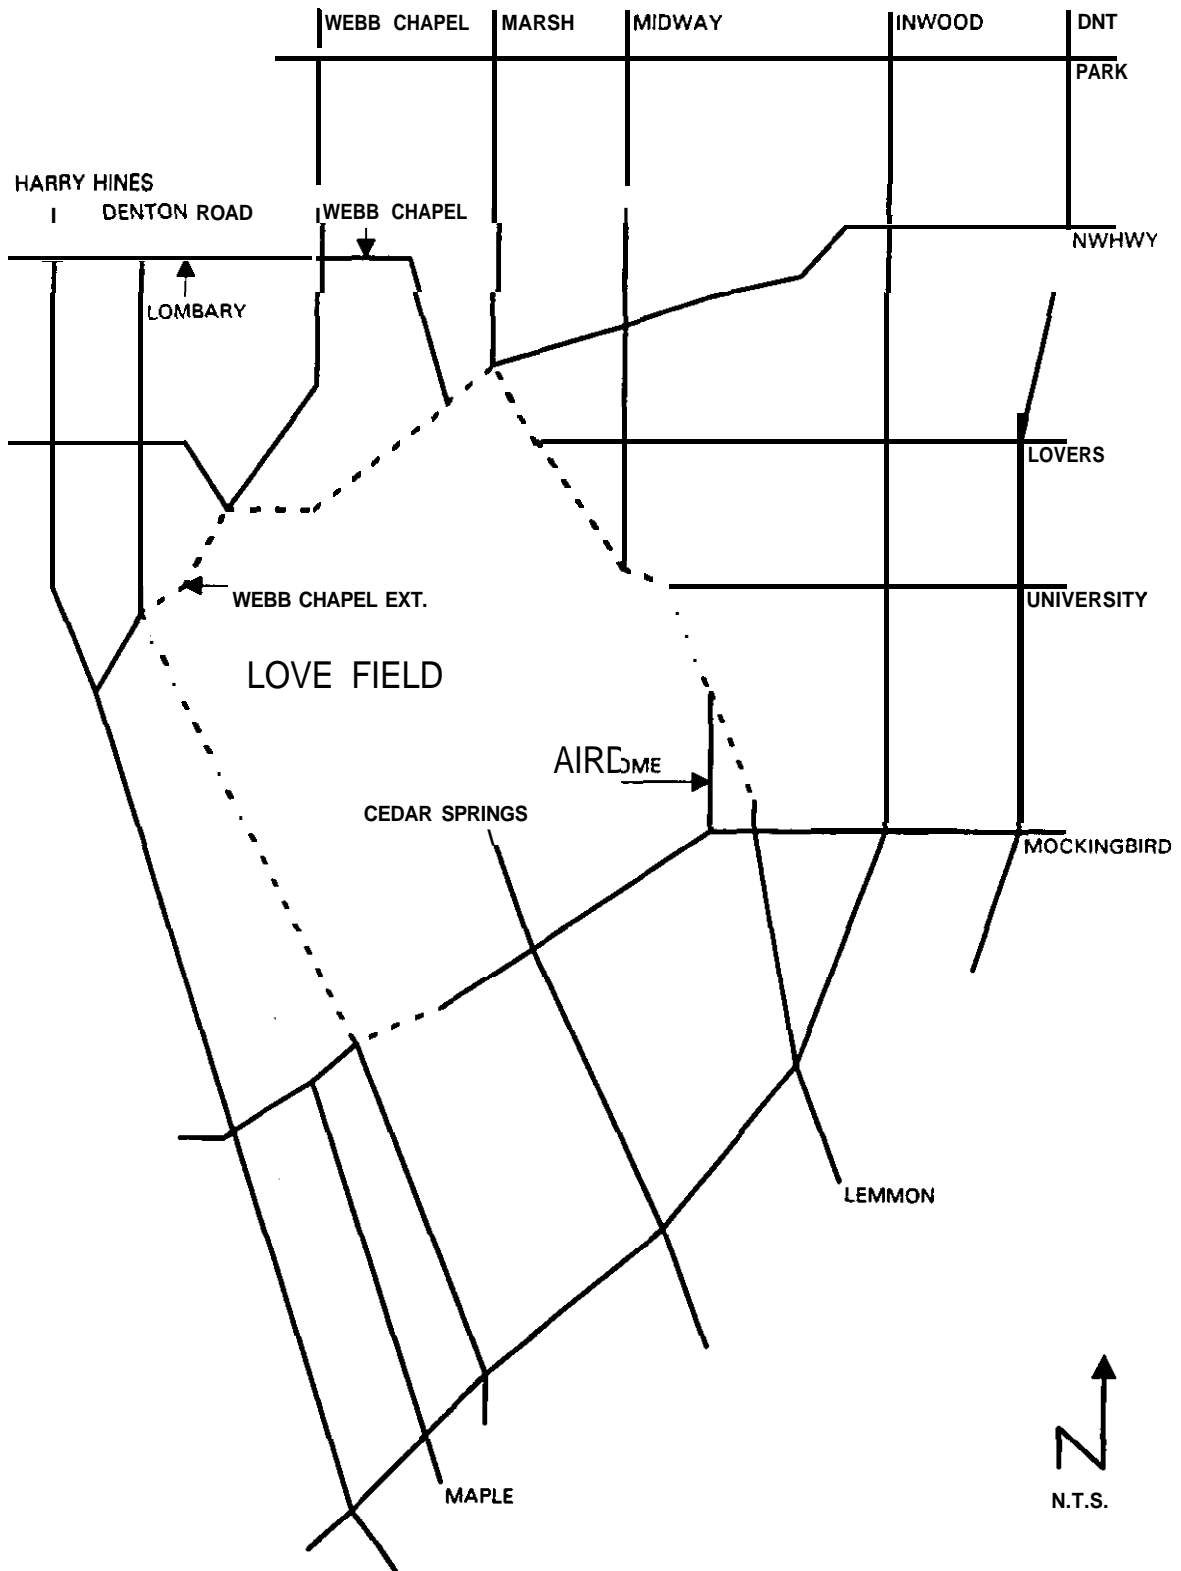 WEBB CHAPEL MARSH MIDWAY INWOOD DNT
PARK
HARRY HINES
DENTON ROAD WEBB CHAPEL
NWHWY
LOMBARY
LOVERS
WEBB CHAPEL EXT. UNIVERSITY
LOVE FIELD
AIRDOME
CEDAR SPRINGS
MOCKINGBIRD
LEMMON
MAPLE
N.T.S.